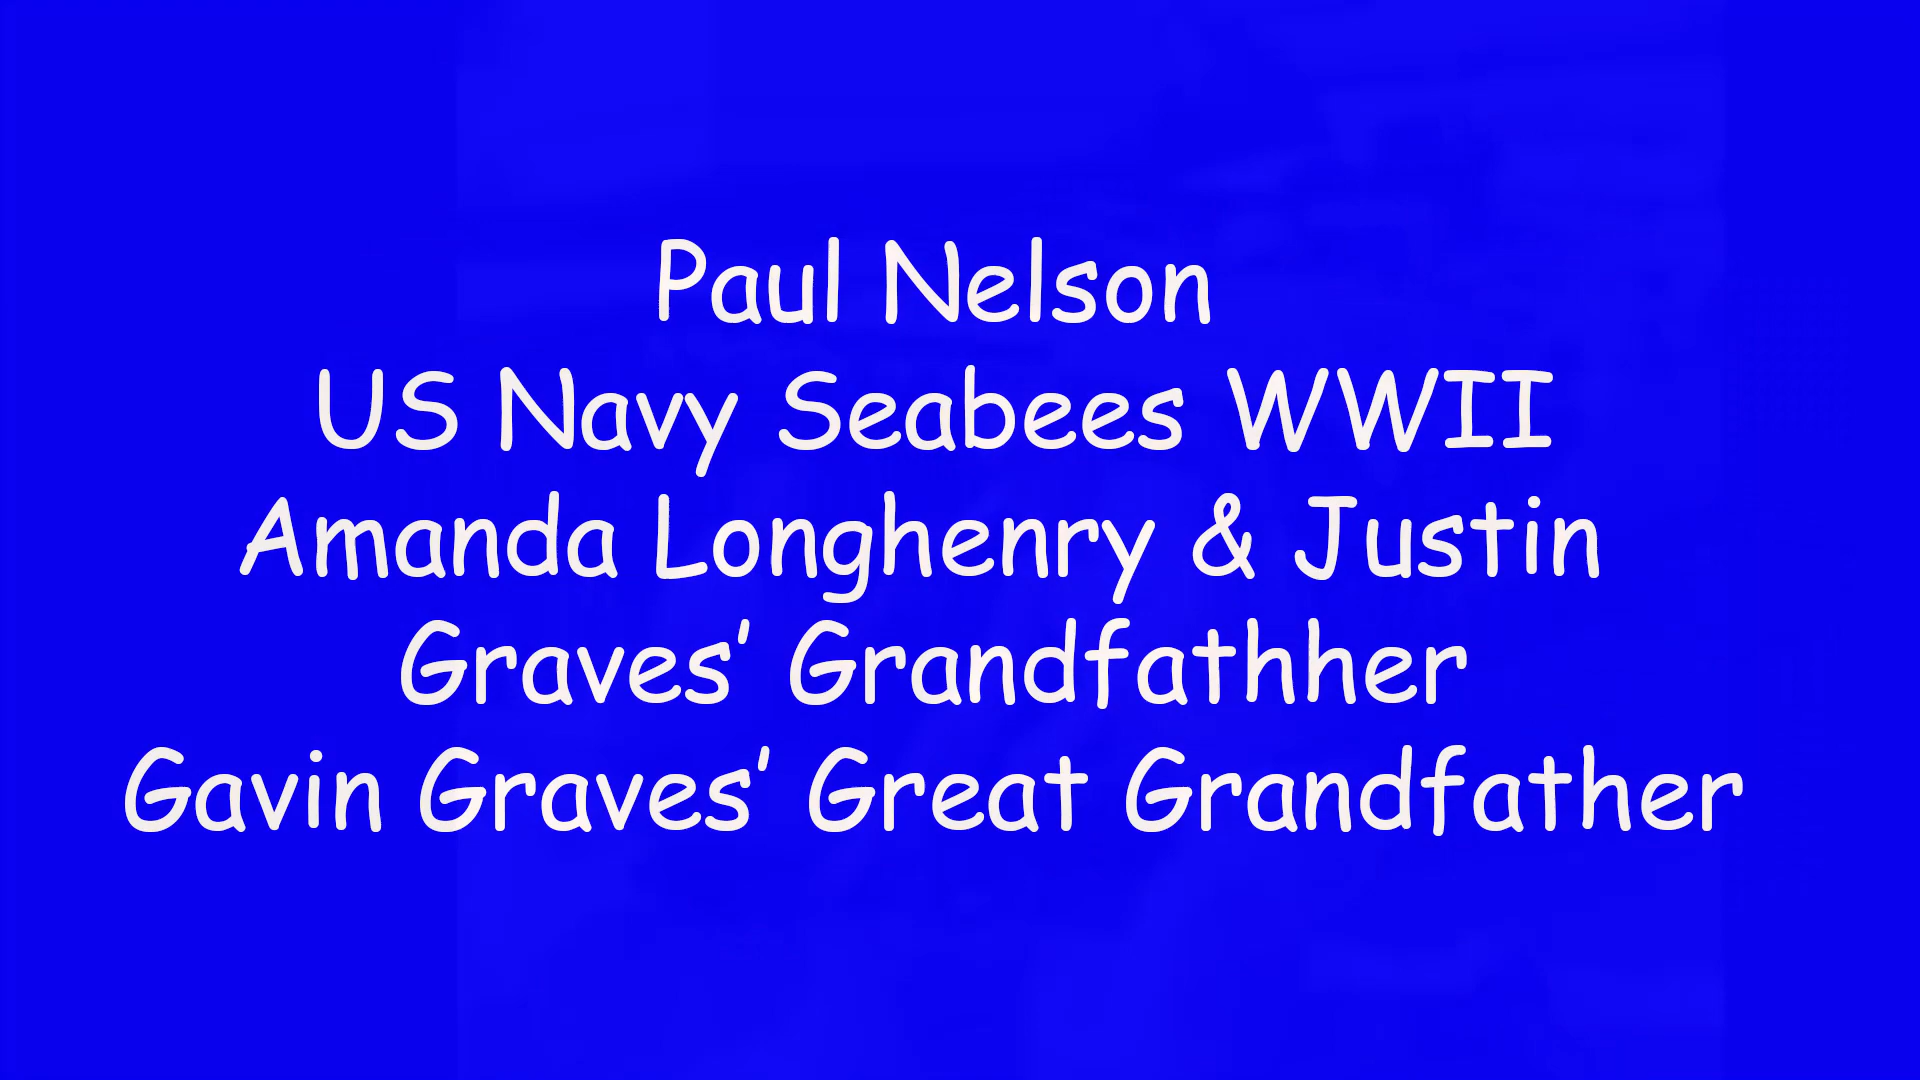 Paul Nelson
US Navy Seabees WWII
Amanda Longhenry & Justin
Graves’ Grandfathher
Gavin Graves’ Great Grandfather